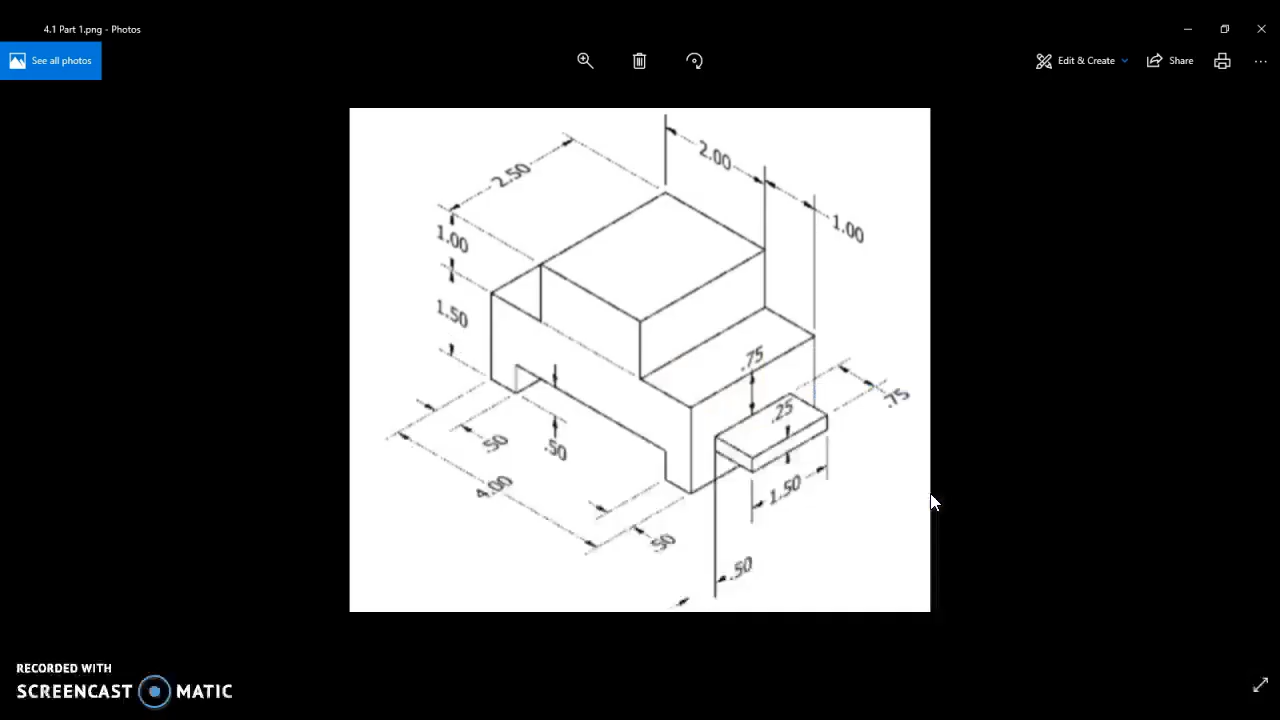 4.1 Part 1.png - Photos
See all photos
Edit & Create
Share
2.00
2.50
1.00
1.00
1.50
.75
.75
.25
.50
.50
4.00
1.50
.50
.50
RECORDED WITH
SCREENCAST MATIC